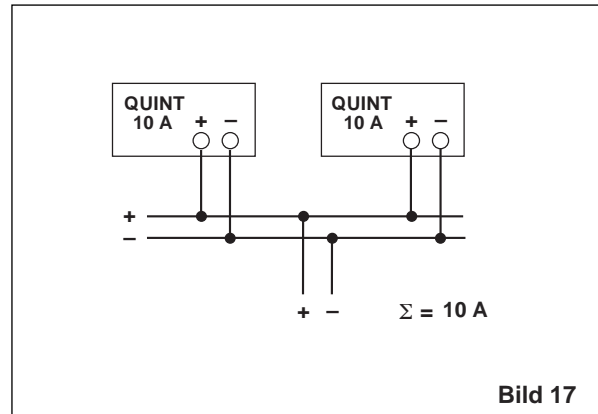 QUINT
10 A + −
QUINT
10 A + −
+
−
+ − Σ = 10 A
Bild 17